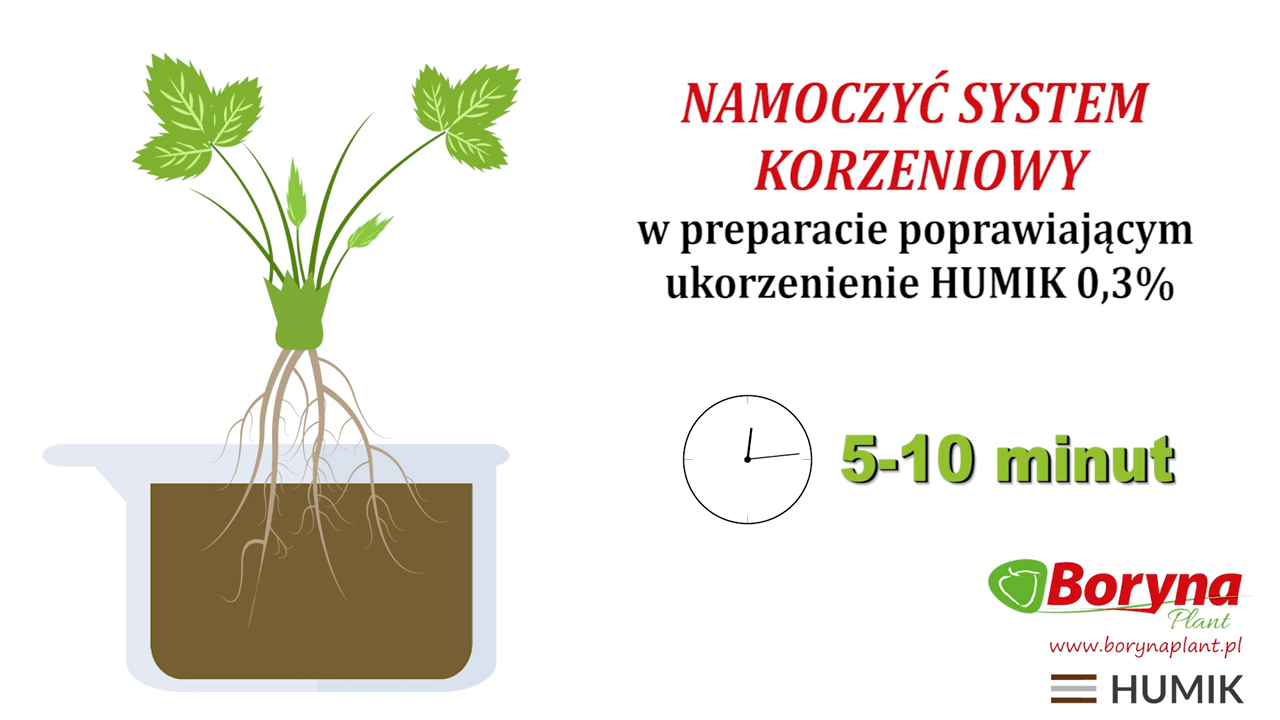 NAMOCZYĆ SYSTEM
KORZENIOWY
w preparacie poprawiającym
ukorzenienie HUMIK 0,3%
5-10 minut
Boryna
Plant
www.borynaplant.pl
HUMIK